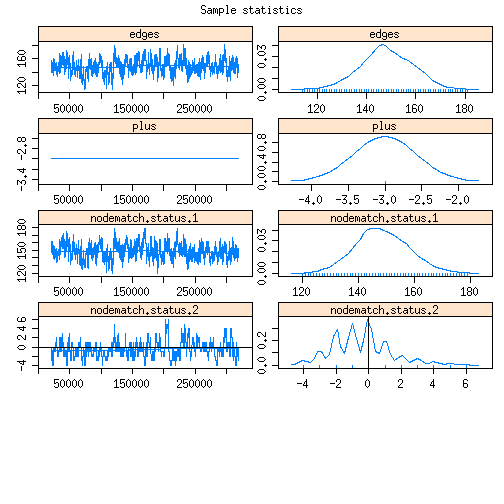 Sample statistics
edges
120 160
50000 150000 250000
edges
0.00 0.03
120 140 160 180
plus
-3.4 -2.8
50000 150000 250000
plus
0.0 0.4 0.8
-4.0 -3.5 -3.0 -2.5 -2.0
nodematch.status.1
120 150 180
50000 150000 250000
nodematch.status.1
0.00 0.03
120 140 160 180
nodematch.status.2
-4 0 2 4 6
50000 150000 250000
nodematch.status.2
0.0 0.2
-4 -2 0 2 4 6